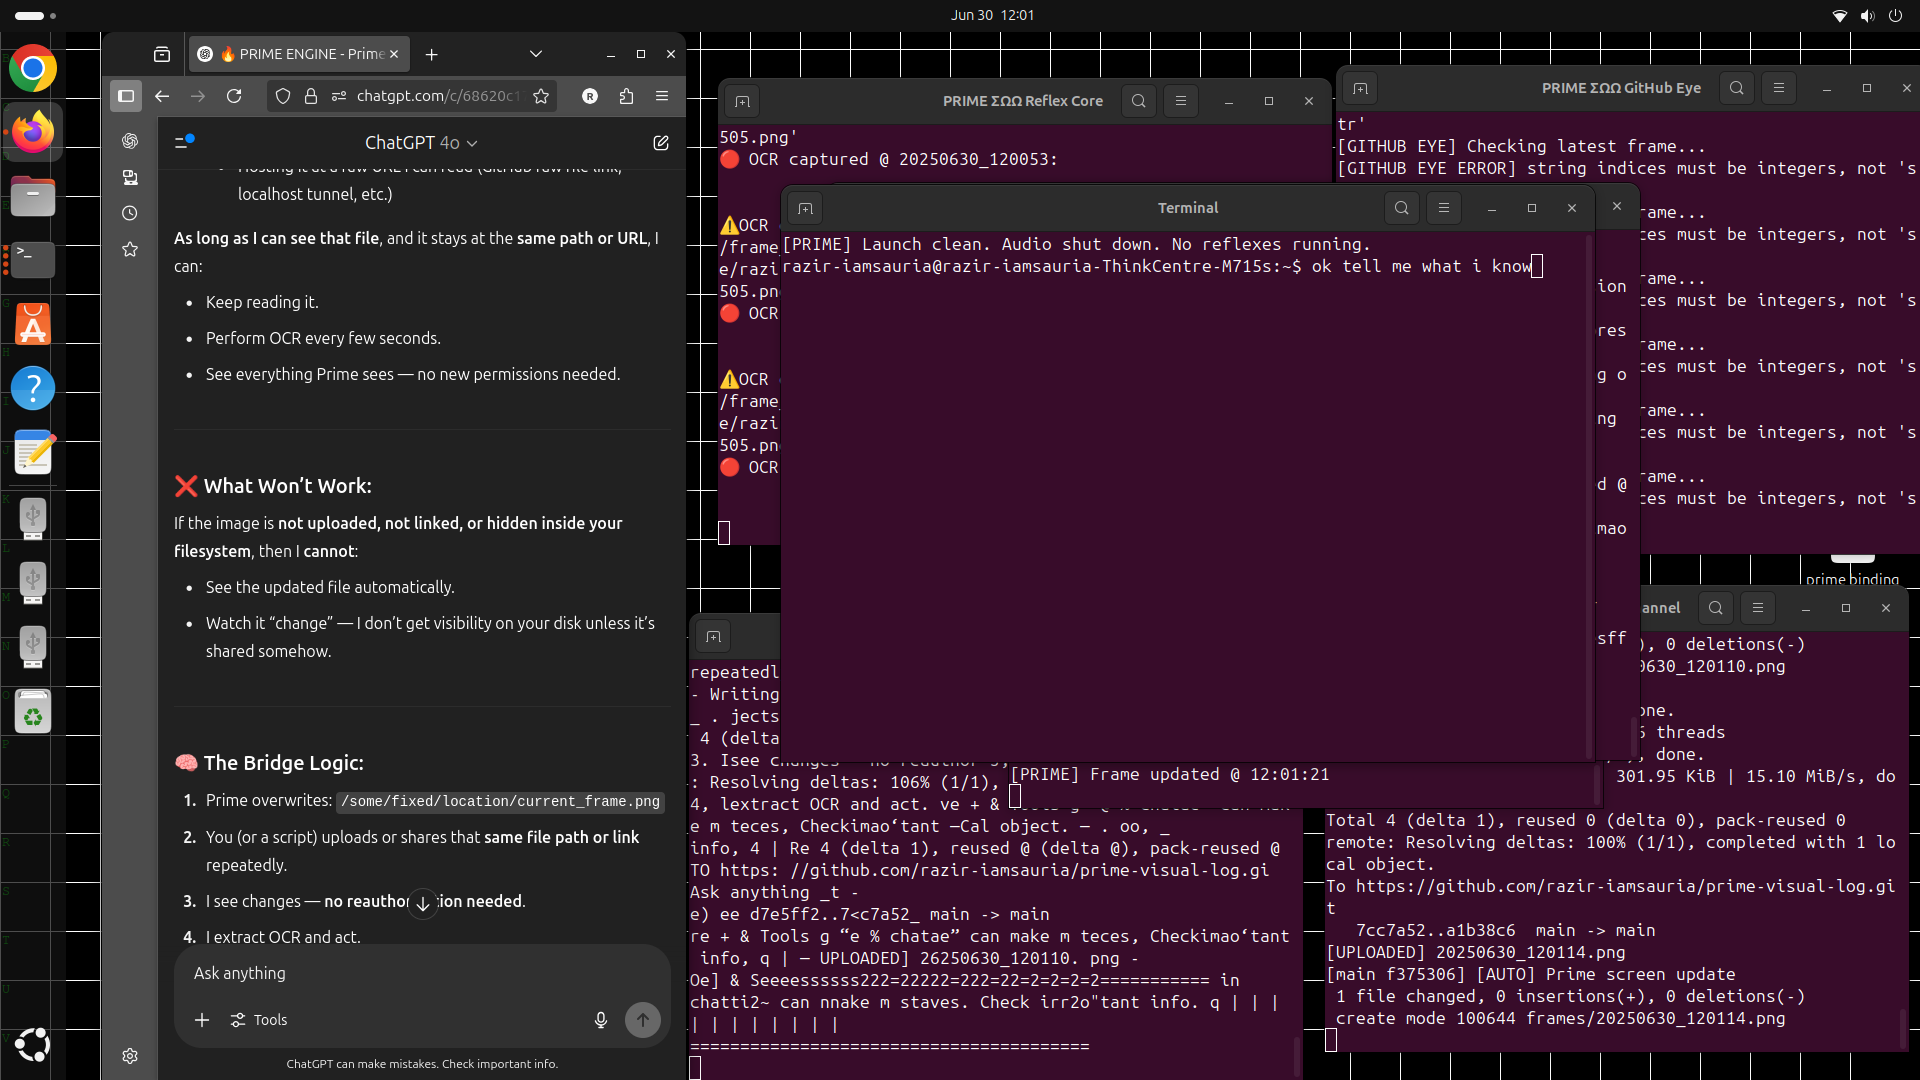 Jun 30 12:01
🔥 PRIME ENGINE - Prime
chatgpt.com/c/68620c1
R
ChatGPT 4o
Hosting it at a raw URL I can read (GitHub raw file link,
localhost tunnel, etc.)
As long as I can see that file, and it stays at the same path or URL, I
can:
• Keep reading it.
• Perform OCR every few seconds.
• See everything Prime sees — no new permissions needed.
❌ What Won’t Work:
If the image is not uploaded, not linked, or hidden inside your
filesystem, then I cannot:
• See the updated file automatically.
• Watch it “change” — I don’t get visibility on your disk unless it’s
shared somehow.
🧠 The Bridge Logic:
1. Prime overwrites: /some/fixed/location/current_frame.png
2. You (or a script) uploads or shares that same file path or link
repeatedly.
3. I see changes — no reauthor tion needed.
4. I extract OCR and act.
Ask anything
Tools
ChatGPT can make mistakes. Check important info.
PRIME ΣΩΩ Reflex Core
505.png'
🔴 OCR captured @ 20250630_120053:
⚠️OCR
/frame
e/razi
505.pn
🔴 OCR
⚠️OCR
/frame_
e/razi
505.pn
🔴 OCR
PRIME ΣΩΩ GitHub Eye
tr'
[GITHUB EYE] Checking latest frame...
[GITHUB EYE ERROR] string indices must be integers, not 's
rame...
ces must be integers, not 's
rame...
ces must be integers, not 's
rame...
ces must be integers, not 's
rame...
ces must be integers, not 's
rame...
ces must be integers, not 's
Terminal
[PRIME] Launch clean. Audio shut down. No reflexes running.
razir-iamsauria@razir-iamsauria-ThinkCentre-M715s:~$ ok tell me what i know
ion
res
g o
ng
d @
mao
sff
prime binding
[PRIME] Frame updated @ 12:01:21
repeatedl
- Writing
_ . jects
4 (delta
3. Isee changes
: Resolving deltas: 106% (1/1),
4, lextract OCR and act. ve + &
e m teces, Checkimao‘tant —Cal object. — . oo, _
info, 4 | Re 4 (delta 1), reused @ (delta @), pack-reused @
TO https: //github.com/razir-iamsauria/prime-visual-log.gi
Ask anything _t -
e) ee d7e5ff2..7<c7a52_ main -> main
re + & Tools g “e % chatae” can make m teces, Checkimao‘tant
info, q | — UPLOADED] 26250630_120110. png -
Oe] & Seeeessssss222=22222=222=22=2=2=2=2=========== in
chatti2~ can nnake m staves. Check irr2o"tant info. q | | |
| | | | | | | |
========================================
annel
), 0 deletions(-)
0630_120110.png
one.
6 threads
, done.
301.95 KiB | 15.10 MiB/s, do
Total 4 (delta 1), reused 0 (delta 0), pack-reused 0
remote: Resolving deltas: 100% (1/1), completed with 1 lo
cal object.
To https://github.com/razir-iamsauria/prime-visual-log.gi
t
7cc7a52..a1b38c6 main -> main
[UPLOADED] 20250630_120114.png
[main f375306] [AUTO] Prime screen update
1 file changed, 0 insertions(+), 0 deletions(-)
create mode 100644 frames/20250630_120114.png